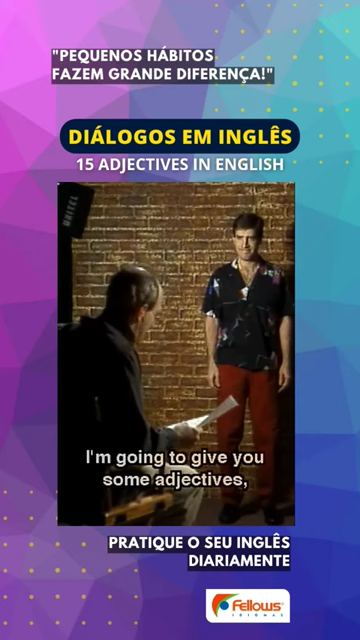 "PEQUENOS HÁBITOS
FAZEM GRANDE DIFERENÇA!"
DIÁLOGOS EM INGLÊS
15 ADJECTIVES IN ENGLISH
UNITEL
I'm going to give you
some adjectives,
PRATIQUE O SEU INGLÊS
DIARIAMENTE
Fellows
IDIOMAS